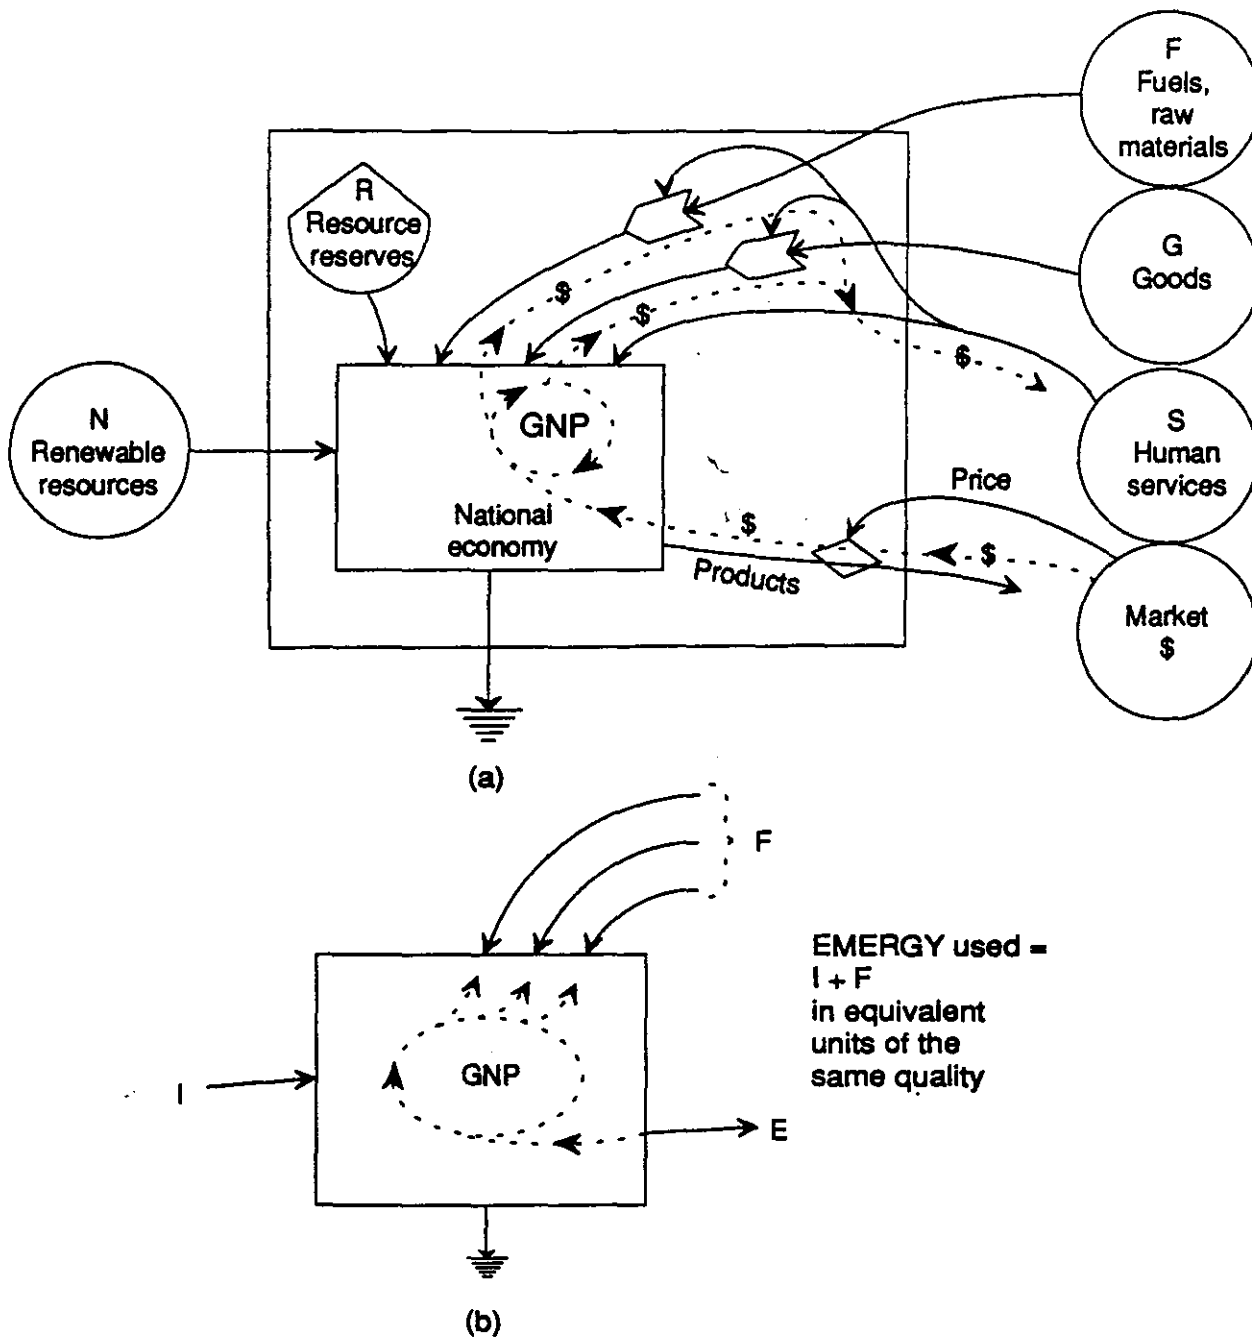 F
Fuels,
raw
materials
R
Resource
reserves
G
Goods
$
$
$
N
Renewable
resources
GNP
S
Human
services
National
economy
Price
$
$
Products
Market
$
(a)
F
EMERGY used =
I + F
in equivalent
units of the
same quality
GNP
I
E
(b)